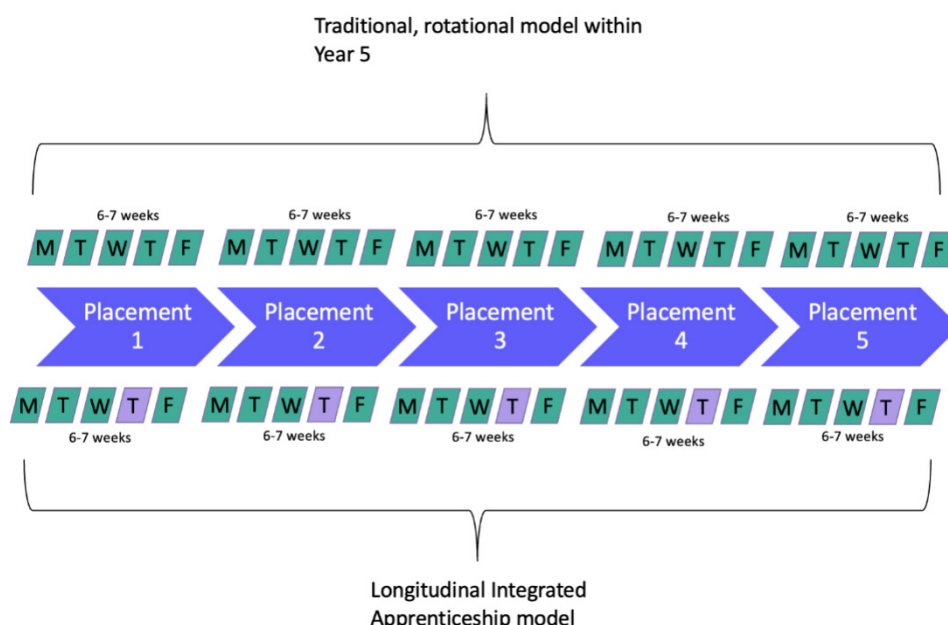 Traditional, rotational model within
Year 5
6-7 weeks 6-7 weeks 6-7 weeks 6-7 weeks 6-7 weeks
M T W T F M T W T F M T W T F M T W T F M T W T F
Placement Placement Placement Placement Placement
1 2 3 4 5
M T W T F M T W T F M T W T F M T W T F M T W T F
6-7 weeks 6-7 weeks 6-7 weeks 6-7 weeks 6-7 weeks
Longitudinal Integrated
Apprenticeship model